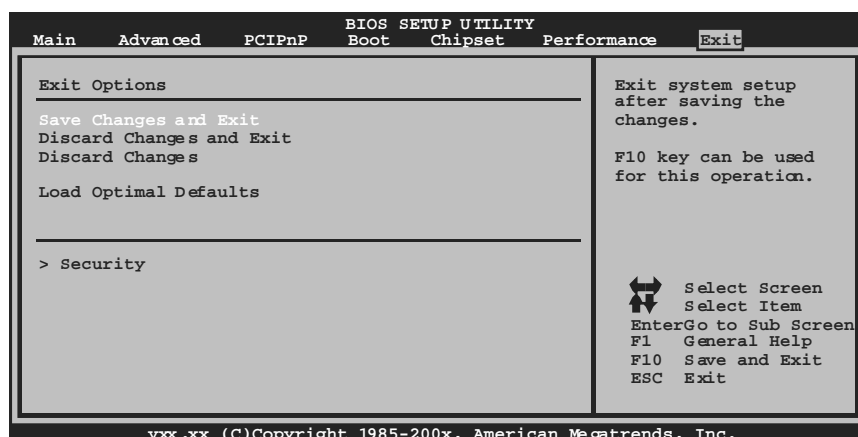 BIOS SETUP UTILITY
Main Advanced PCIPnP Boot Chipset Performance Exit
Exit Options
Save Changes and Exit
Discard Changes and Exit
Discard Changes
Load Optimal Defaults
> Security
Exit system setup
after saving the
changes.
F10 key can be used
for this operation.
Select Screen
Select Item
EnterGo to Sub Screen
F1 General Help
F10 Save and Exit
ESC Exit
vxx.xx (C)Copyright 1985-200x, American Megatrends, Inc.